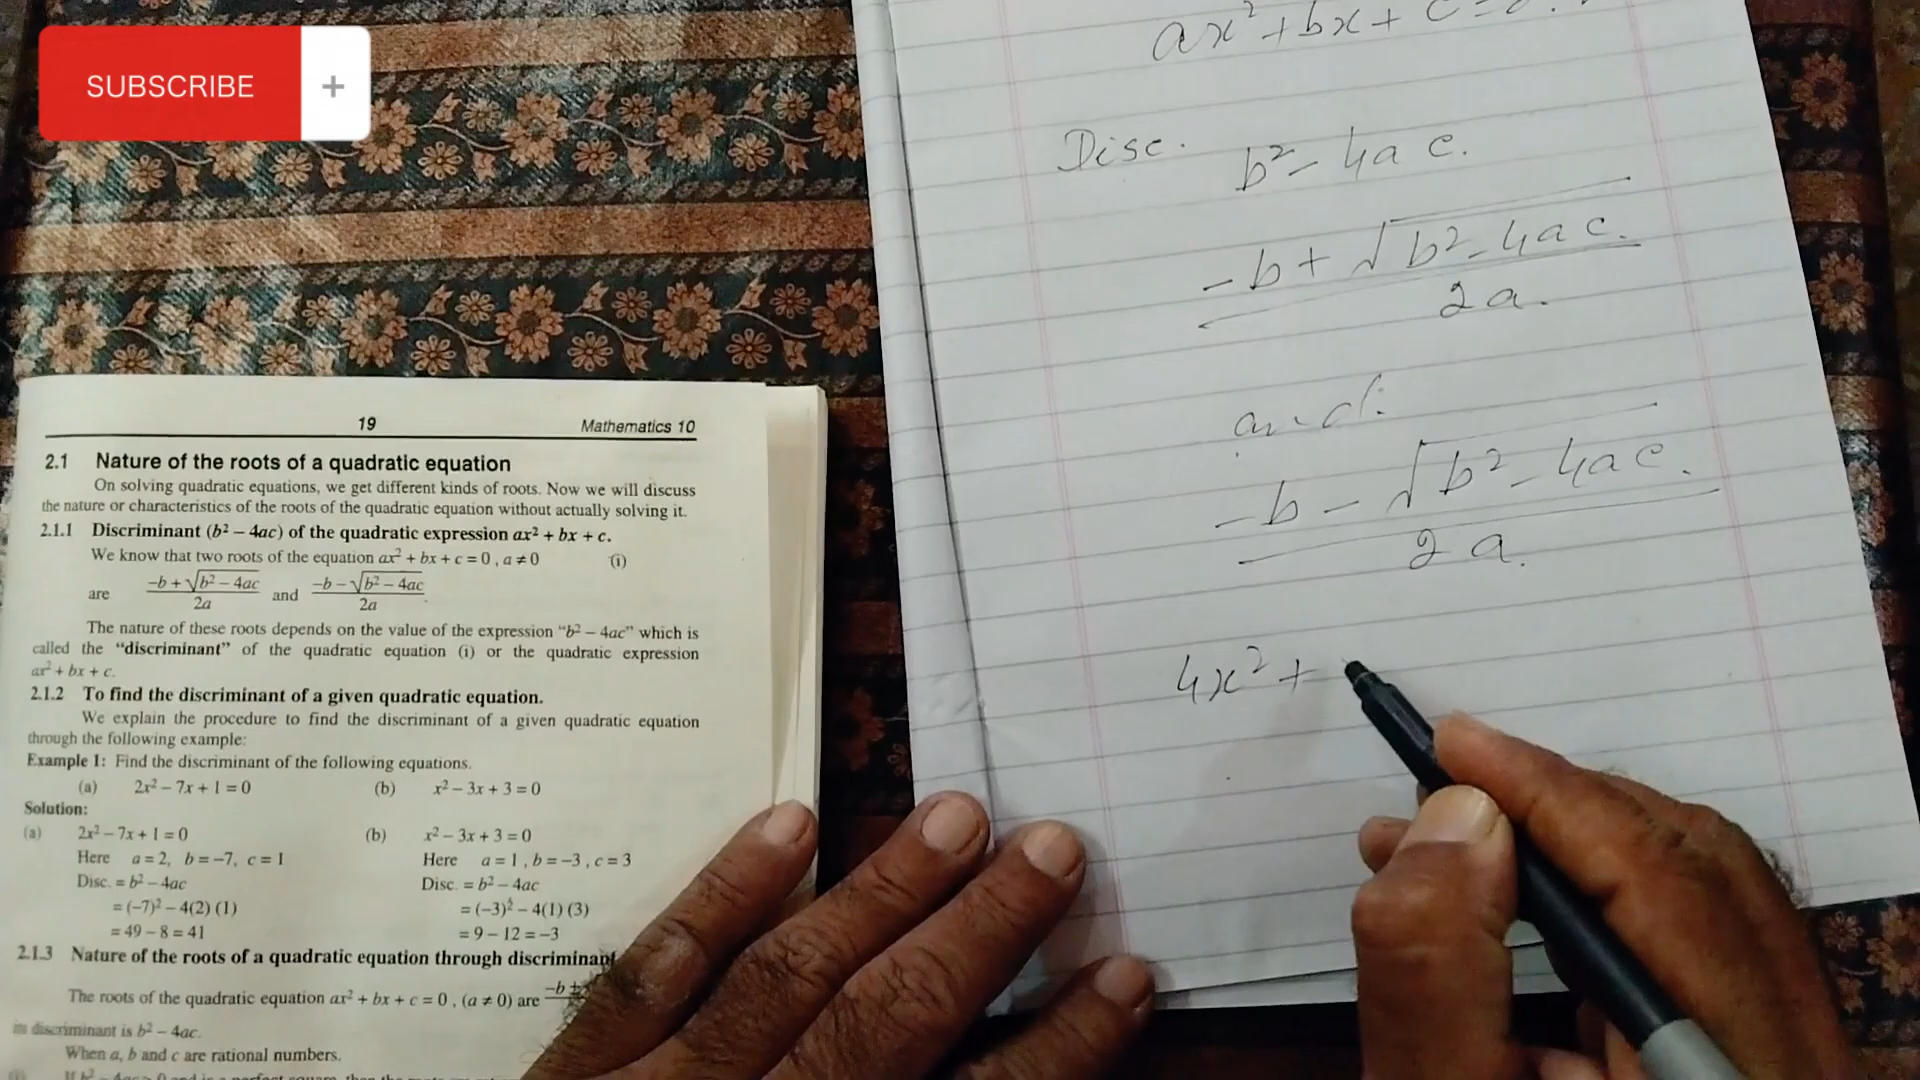 SUBSCRIBE +
ax² + bx + c = 0.
Disc. b² - 4ac.
-b + √b² - 4ac.
2a.
and.
-b - √b² - 4ac.
2a.
4x² +
19 Mathematics 10
2.1 Nature of the roots of a quadratic equation
On solving quadratic equations, we get different kinds of roots. Now we will discuss
the nature or characteristics of the roots of the quadratic equation without actually solving it.
2.1.1 Discriminant (b² – 4ac) of the quadratic expression ax² + bx + c.
We know that two roots of the equation ax² + bx + c = 0 , a ≠ 0 (i)
are (-b + √b² – 4ac)/2a and (-b – √b² – 4ac)/2a .
The nature of these roots depends on the value of the expression “b² – 4ac” which is
called the “discriminant” of the quadratic equation (i) or the quadratic expression
ax² + bx + c.
2.1.2 To find the discriminant of a given quadratic equation.
We explain the procedure to find the discriminant of a given quadratic equation
through the following example:
Example 1: Find the discriminant of the following equations.
(a) 2x² – 7x + 1 = 0 (b) x² – 3x + 3 = 0
Solution:
(a) 2x² – 7x + 1 = 0 (b) x² – 3x + 3 = 0
Here a = 2, b = –7, c = 1 Here a = 1 , b = –3 , c = 3
Disc. = b² – 4ac Disc. = b² – 4ac
= (–7)² – 4(2) (1) = (–3)² – 4(1) (3)
= 49 – 8 = 41 = 9 – 12 = –3
2.1.3 Nature of the roots of a quadratic equation through discriminant
The roots of the quadratic equation ax² + bx + c = 0 , (a ≠ 0) are –b ±
its discriminant is b² – 4ac.
When a, b and c are rational numbers.